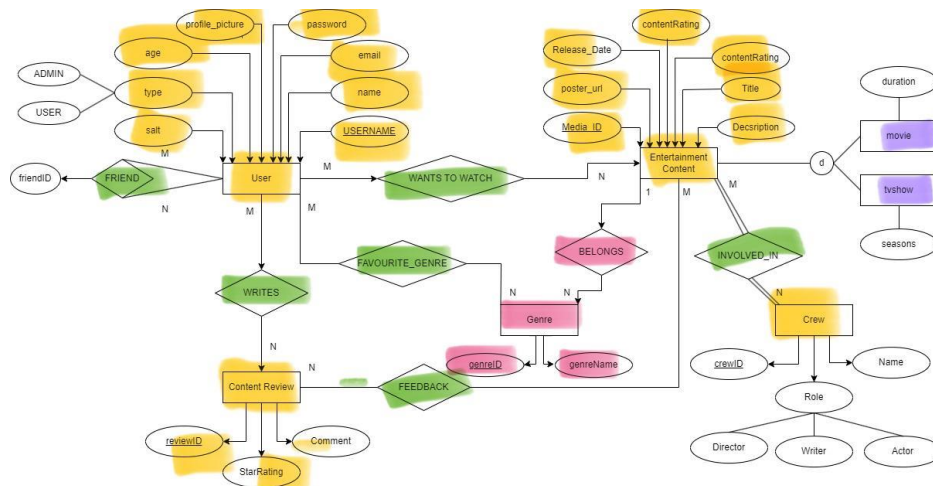 profile_picture
password
contentRating
age
email
Release_Date
contentRating
ADMIN
type
name
poster_url
Title
duration
USER
salt
USERNAME
Media_ID
Decsription
movie
M
friendID
FRIEND
User
M
WANTS TO WATCH
N
Entertainment
Content
d
tvshow
N
M
M
1
M
M
seasons
BELONGS
INVOLVED_IN
FAVOURITE_GENRE
WRITES
N
N
N
Genre
Crew
N
N
genreID
genreName
crewID
Name
Content Review
FEEDBACK
Role
reviewID
Comment
StarRating
Director
Writer
Actor